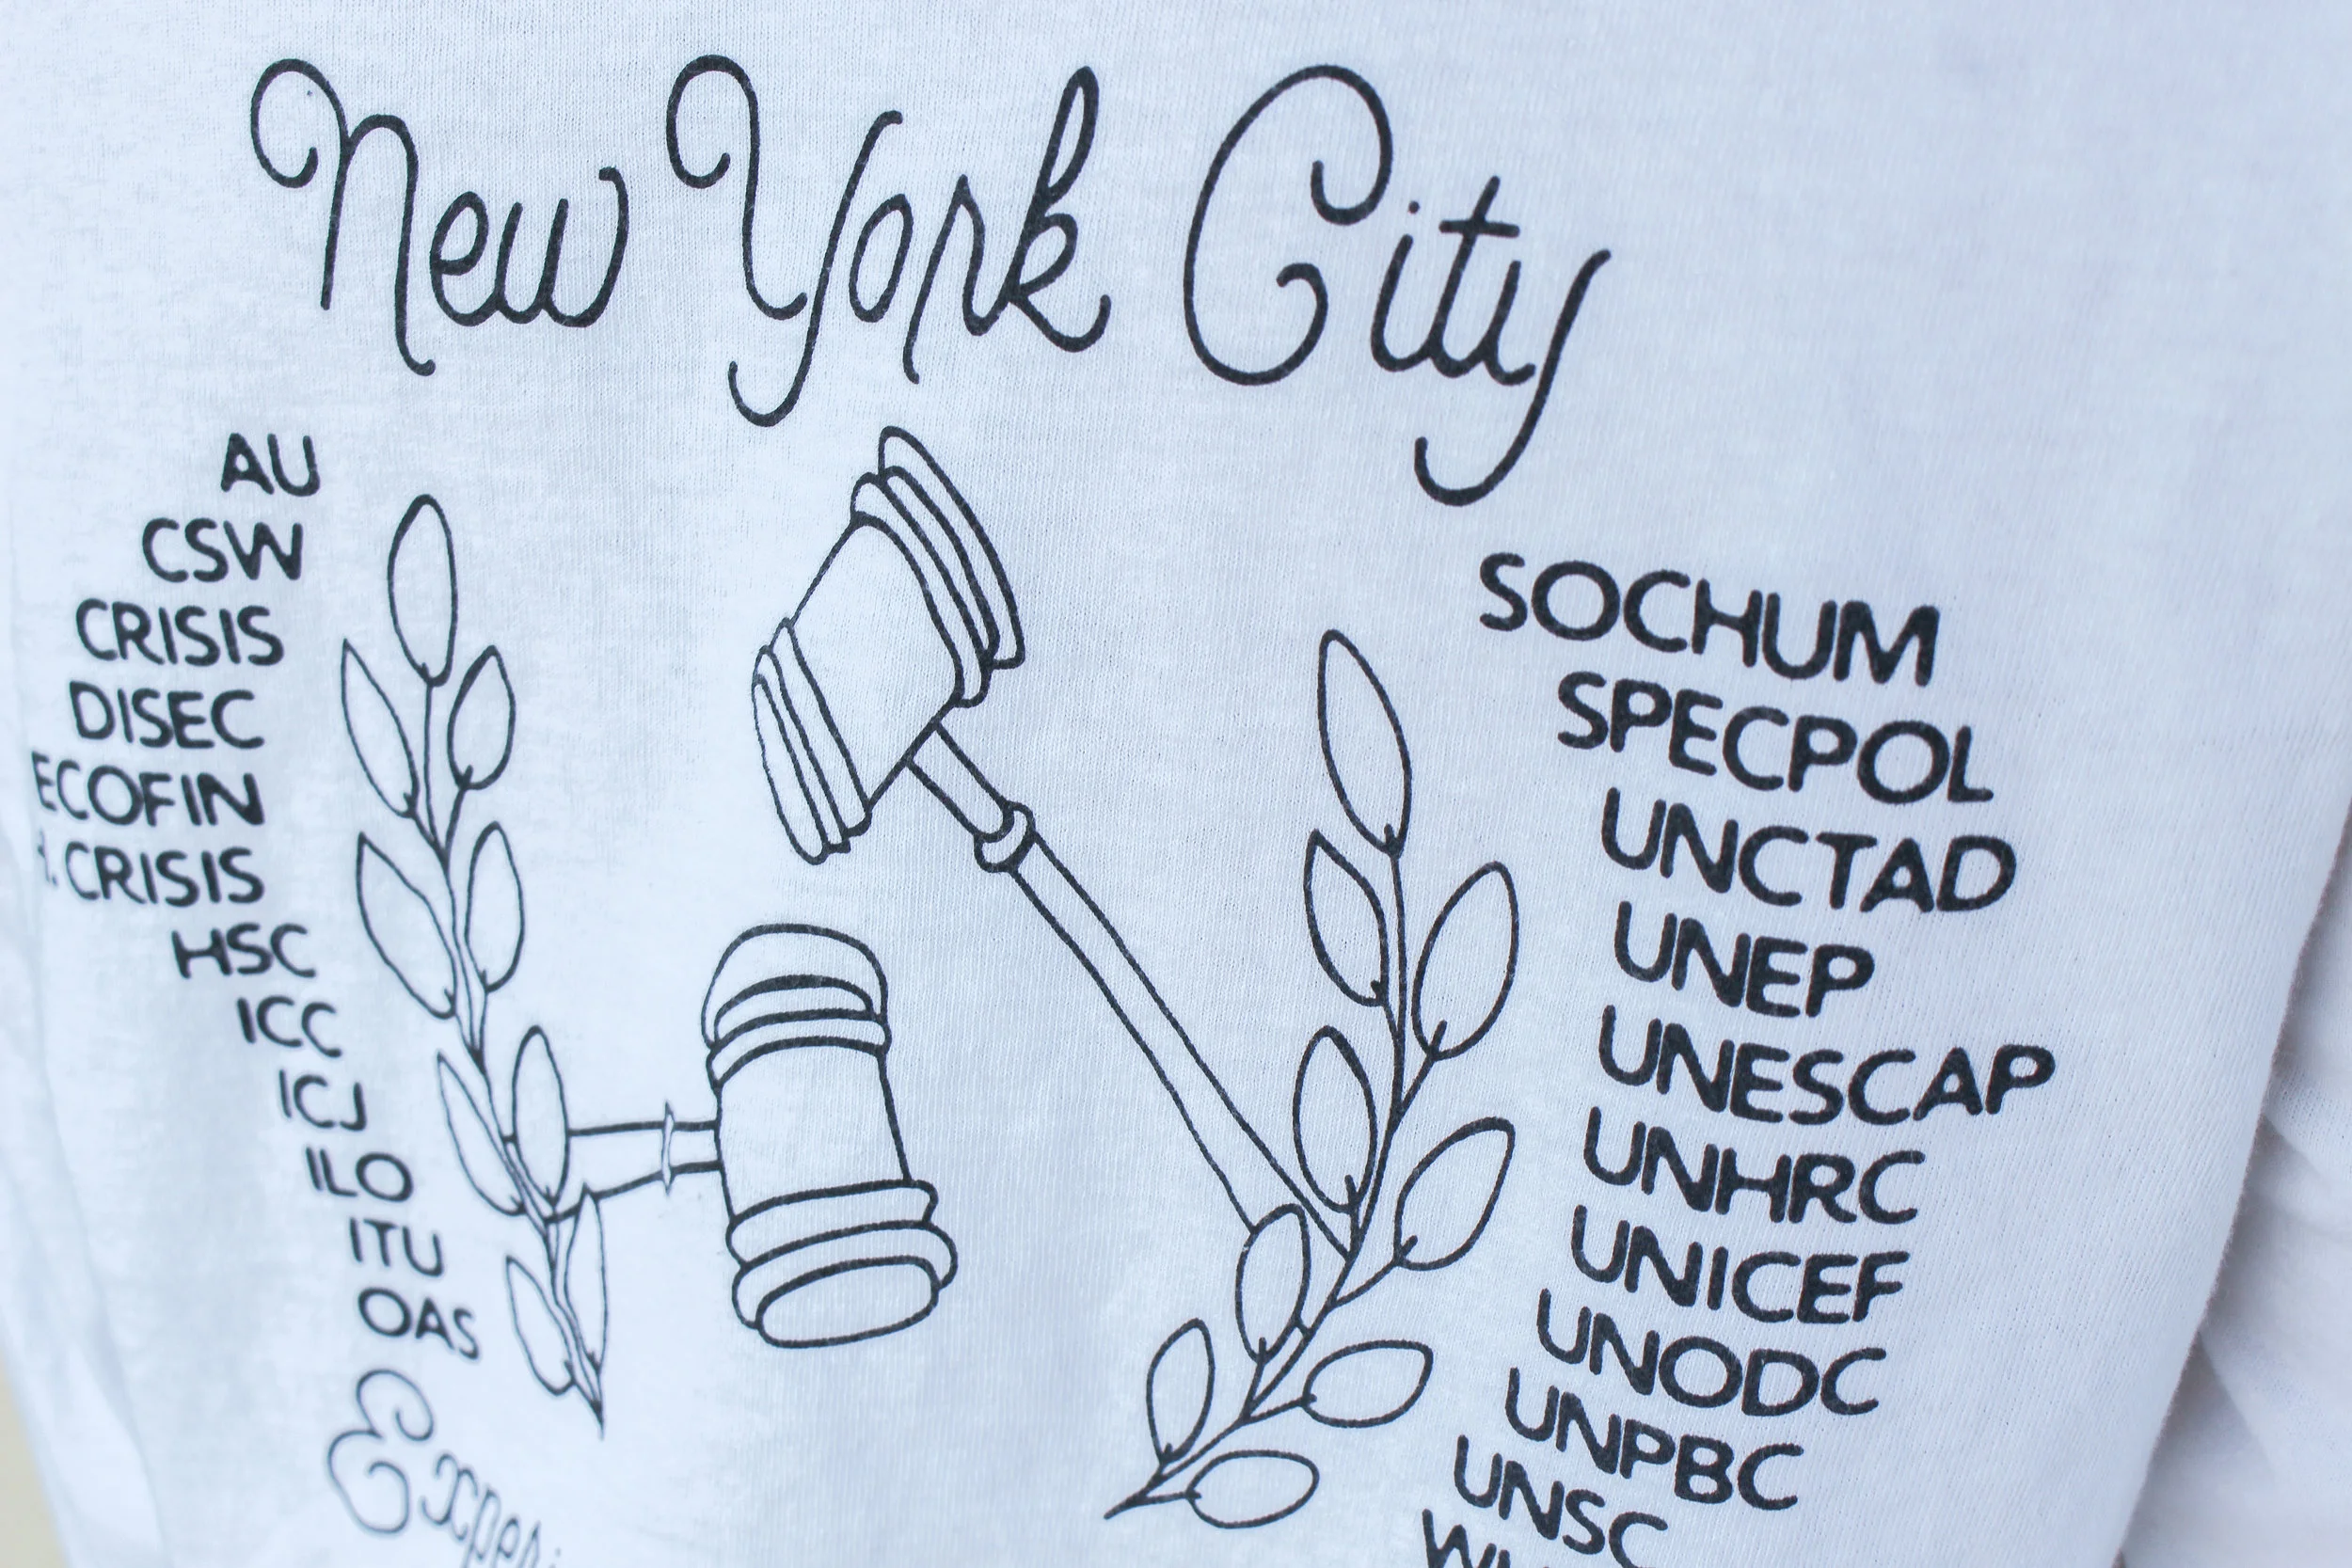 New York City
AU
CSW
CRISIS
DISEC
ECOFIN
. CRISIS
HSC
ICC
ICJ
ILO
ITU
OAS
SOCHUM
SPECPOL
UNCTAD
UNEP
UNESCAP
UNHRC
UNICEF
UNODC
UNPBC
UNSC
Experi